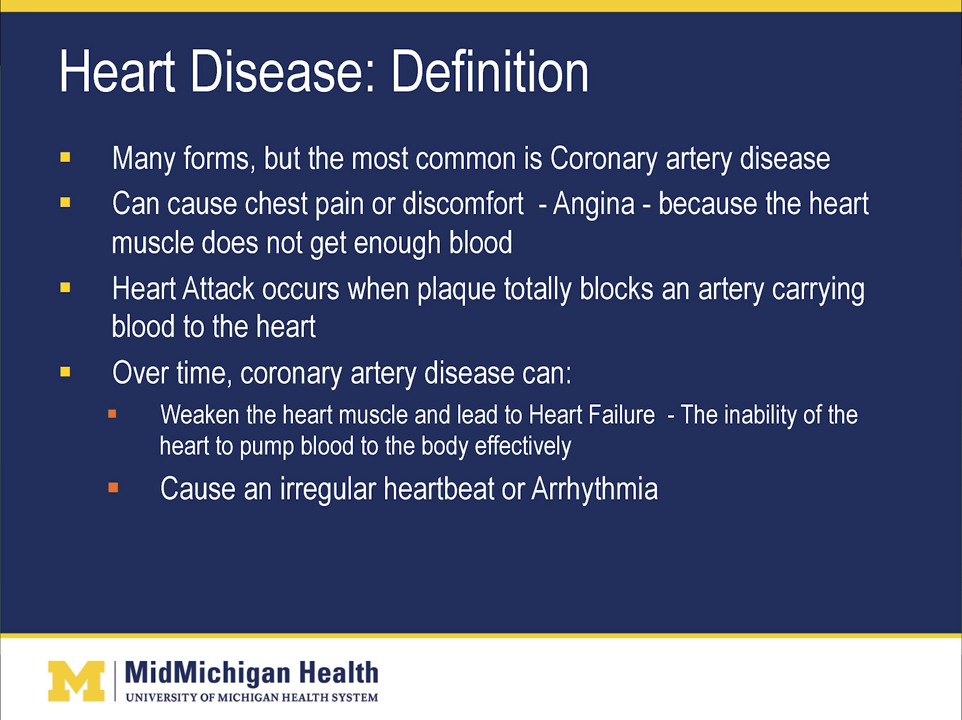 Heart Disease: Definition
Many forms, but the most common is Coronary artery disease
Can cause chest pain or discomfort - Angina - because the heart
muscle does not get enough blood
Heart Attack occurs when plaque totally blocks an artery carrying
blood to the heart
Over time, coronary artery disease can:
Weaken the heart muscle and lead to Heart Failure - The inability of the
heart to pump blood to the body effectively
Cause an irregular heartbeat or Arrhythmia
M
MidMichigan Health
UNIVERSITY OF MICHIGAN HEALTH SYSTEM